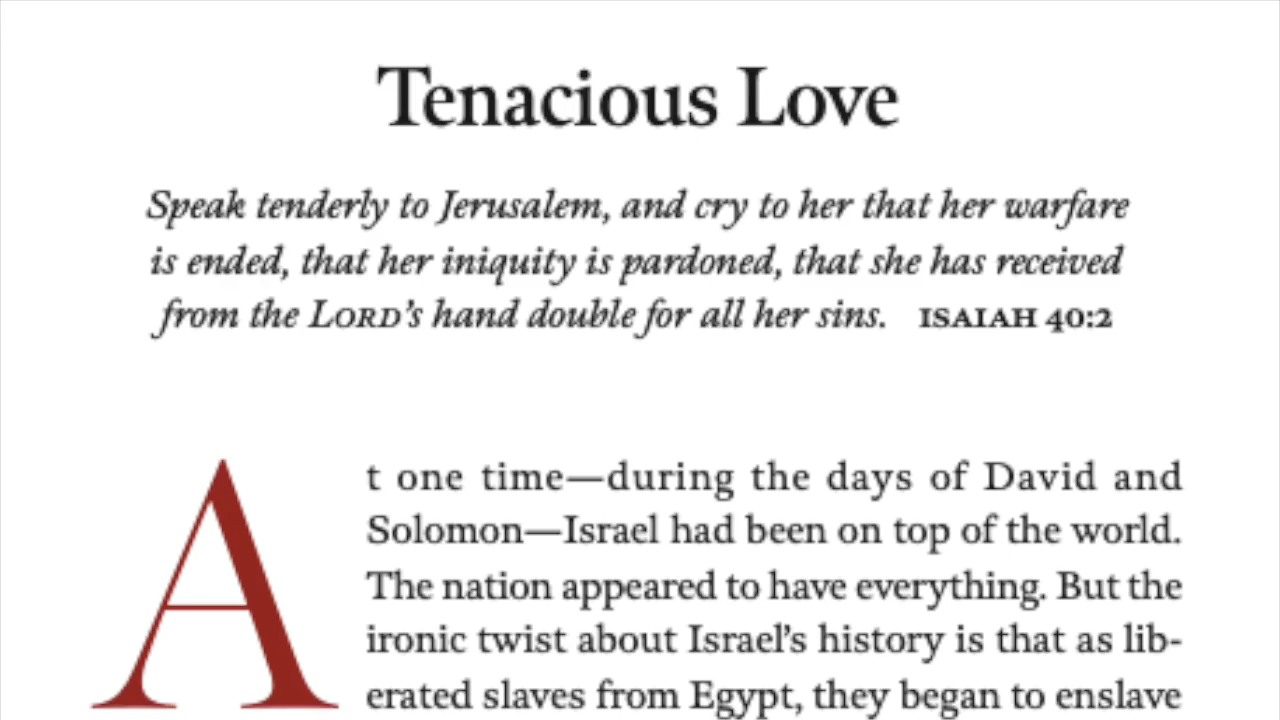 Tenacious Love
Speak tenderly to Jerusalem, and cry to her that her warfare
is ended, that her iniquity is pardoned, that she has received
from the LORD’s hand double for all her sins. ISAIAH 40:2
At one time—during the days of David and
Solomon—Israel had been on top of the world.
The nation appeared to have everything. But the
ironic twist about Israel’s history is that as lib-
erated slaves from Egypt, they began to enslave